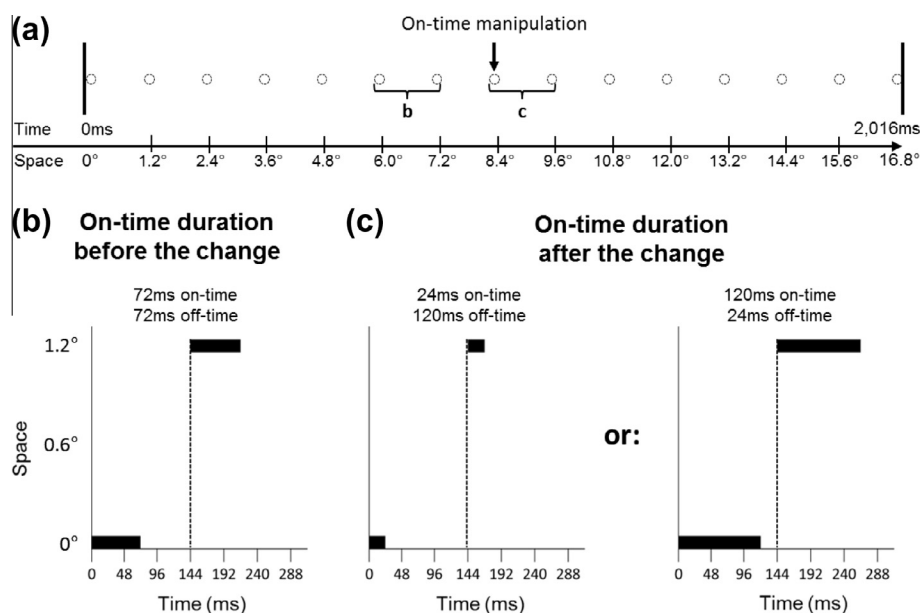 (a)
On-time manipulation
b
c
Time 0ms 2,016ms
Space 0° 1.2° 2.4° 3.6° 4.8° 6.0° 7.2° 8.4° 9.6° 10.8° 12.0° 13.2° 14.4° 15.6° 16.8°
(b) On-time duration
before the change
72ms on-time
72ms off-time
1.2°
0.6°
0°
Space
0 48 96 144 192 240 288
Time (ms)
(c) On-time duration
after the change
24ms on-time
120ms off-time
0 48 96 144 192 240 288
Time (ms)
or:
120ms on-time
24ms off-time
0 48 96 144 192 240 288
Time (ms)